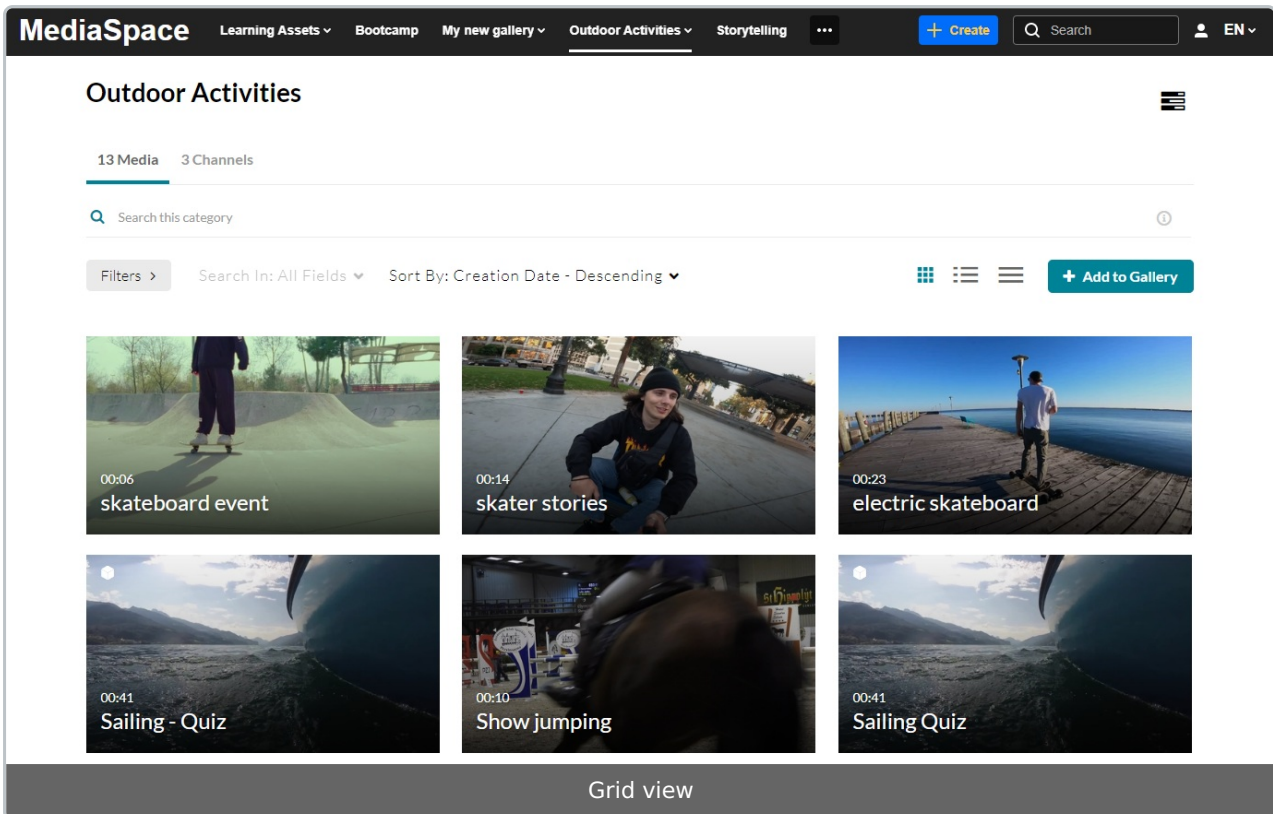 MediaSpace Learning Assets Bootcamp My new gallery Outdoor Activities Storytelling ••• + Create Search EN
Outdoor Activities
13 Media 3 Channels
Search this category
Filters > Search In: All Fields Sort By: Creation Date - Descending + Add to Gallery
00:06
skateboard event
00:14
skater stories
00:23
electric skateboard
St Hippolyt
00:41
Sailing - Quiz
00:10
Show jumping
00:41
Sailing Quiz
Grid view